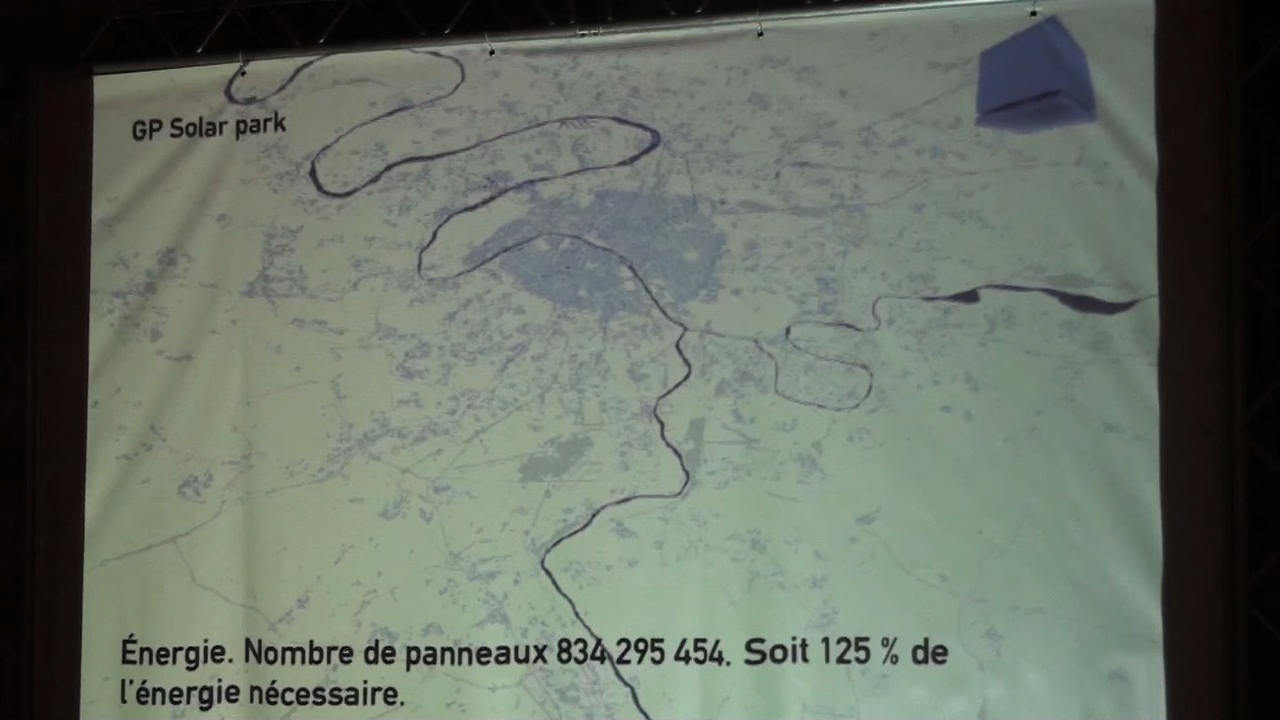 GP Solar park
Énergie. Nombre de panneaux 834 295 454. Soit 125 % de
l'énergie nécessaire.